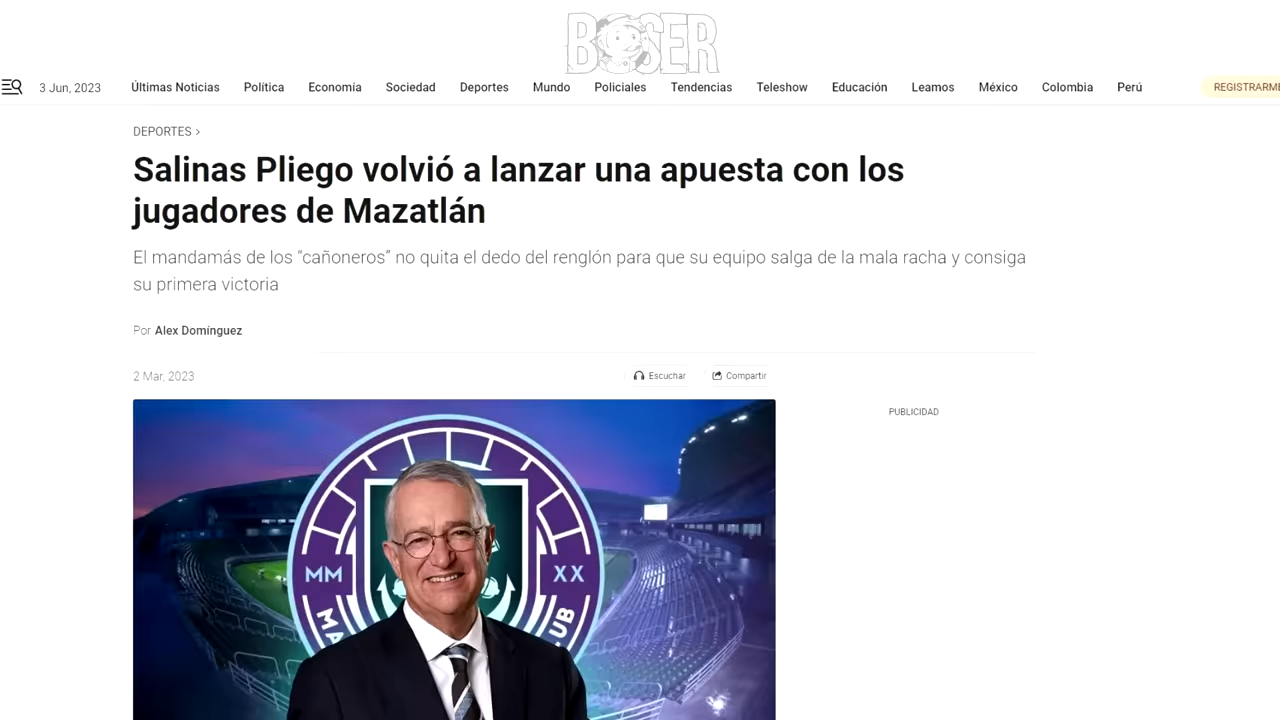 BOSER
3 Jun, 2023 Últimas Noticias Política Economía Sociedad Deportes Mundo Policiales Tendencias Teleshow Educación Leamos México Colombia Perú REGISTRARME
DEPORTES >
Salinas Pliego volvió a lanzar una apuesta con los
jugadores de Mazatlán
El mandamás de los “cañoneros” no quita el dedo del renglón para que su equipo salga de la mala racha y consiga
su primera victoria
Por Alex Domínguez
2 Mar, 2023 Escuchar Compartir
PUBLICIDAD
MM XX
MA UB